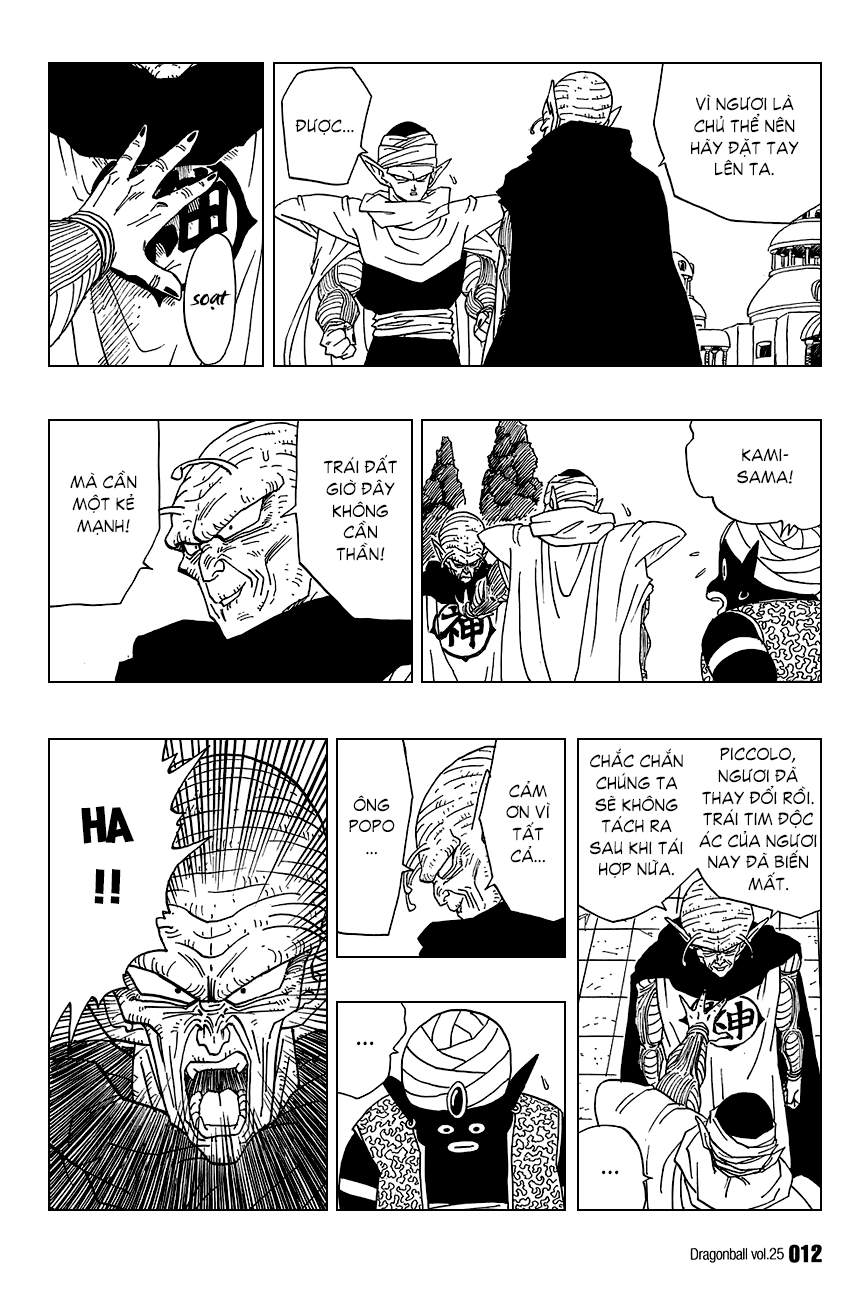 VÌ NGƯƠI LÀ
CHỦ THỂ NÊN
HÃY ĐẶT TAY
LÊN TA.
ĐƯỢC...
神
soạt
KAMI-
SAMA!
神
TRÁI ĐẤT
GIỜ ĐÂY
KHÔNG
CẦN
THẦN!
MÀ CẦN
MỘT KẺ
MẠNH!
PICCOLO,
NGƯƠI ĐÃ
THAY ĐỔI RỒI.
TRÁI TIM ĐỘC
ÁC CỦA NGƯƠI
NAY ĐÃ BIẾN
MẤT.
CHẮC CHẮN
CHÚNG TA
SẼ KHÔNG
TÁCH RA
SAU KHI TÁI
HỢP NỮA.
神
...
CẢM
ƠN VÌ
TẤT
CẢ...
ÔNG
POPO
...
...
HA
!!
Dragonball vol.25 012